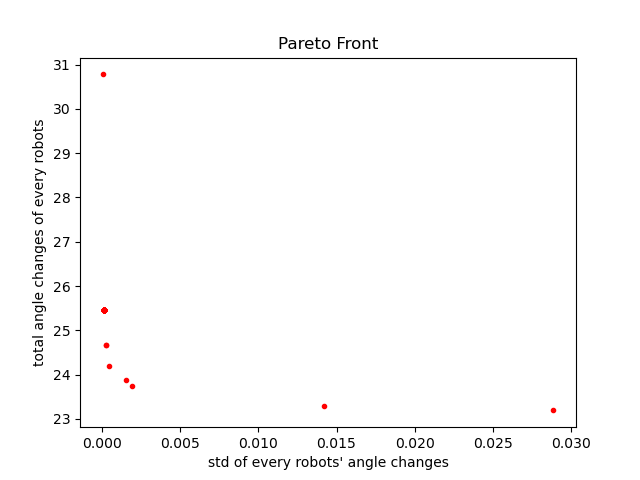 Pareto Front
total angle changes of every robots
31
30
29
28
27
26
25
24
23
0.000 0.005 0.010 0.015 0.020 0.025 0.030
std of every robots' angle changes